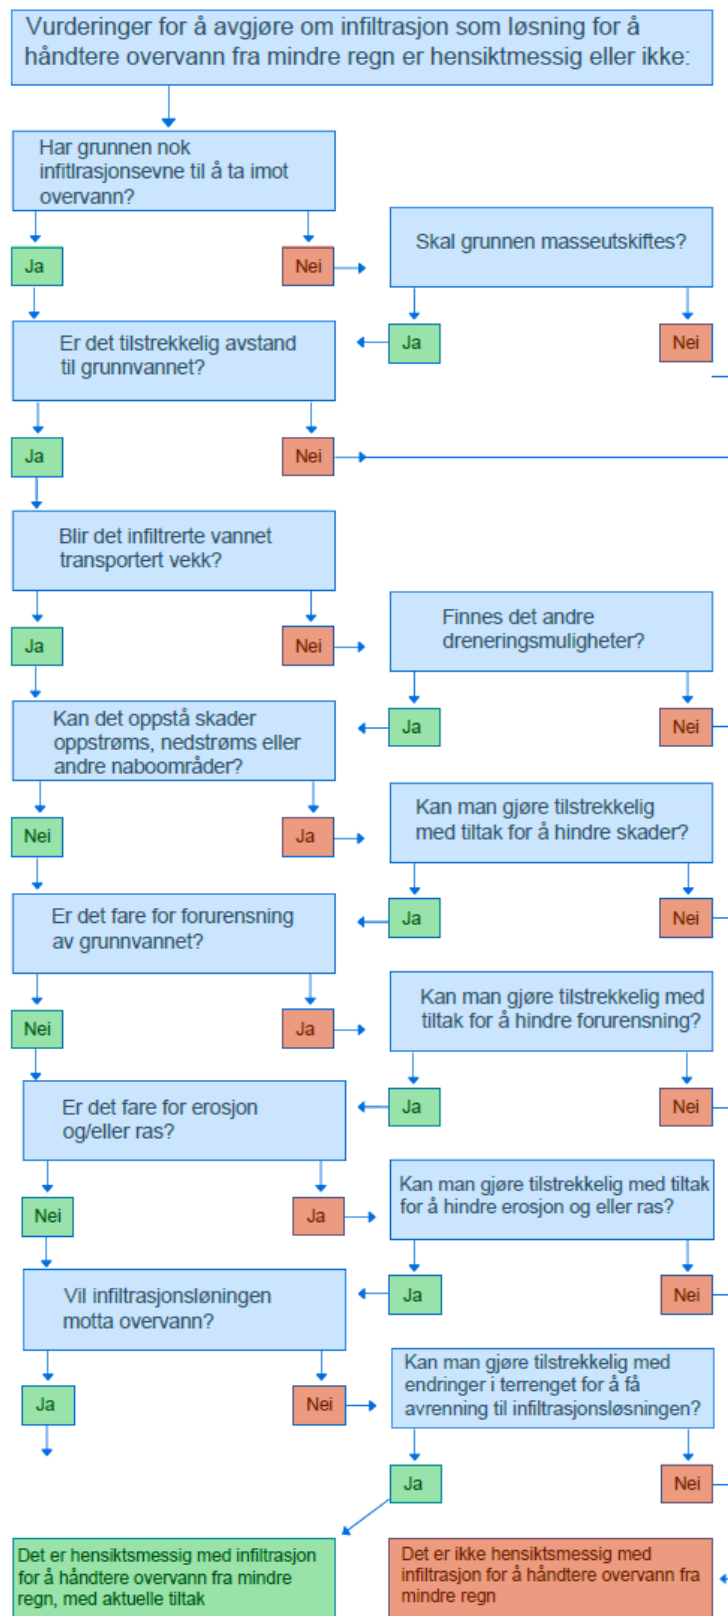 Vurderinger for å avgjøre om infiltrasjon som løsning for å
håndtere overvann fra mindre regn er hensiktmessig eller ikke:
Har grunnen nok
infitlrasjonsevne til å ta imot
overvann?
Ja
Nei
Skal grunnen masseutskiftes?
Ja
Nei
Er det tilstrekkelig avstand
til grunnvannet?
Ja
Nei
Blir det infiltrerte vannet
transportert vekk?
Ja
Nei
Finnes det andre
dreneringsmuligheter?
Ja
Nei
Kan det oppstå skader
oppstrøms, nedstrøms eller
andre naboområder?
Nei
Ja
Kan man gjøre tilstrekkelig
med tiltak for å hindre skader?
Ja
Nei
Er det fare for forurensning
av grunnvannet?
Nei
Ja
Kan man gjøre tilstrekkelig med
tiltak for å hindre forurensning?
Ja
Nei
Er det fare for erosjon
og/eller ras?
Nei
Ja
Kan man gjøre tilstrekkelig med tiltak
for å hindre erosjon og eller ras?
Ja
Nei
Vil infiltrasjonsløningen
motta overvann?
Ja
Nei
Kan man gjøre tilstrekkelig med
endringer i terrenget for å få
avrenning til infiltrasjonsløsningen?
Ja
Nei
Det er hensiktsmessig med infiltrasjon
for å håndtere overvann fra mindre
regn, med aktuelle tiltak
Det er ikke hensiktsmessig med
infiltrasjon for å håndtere overvann fra
mindre regn